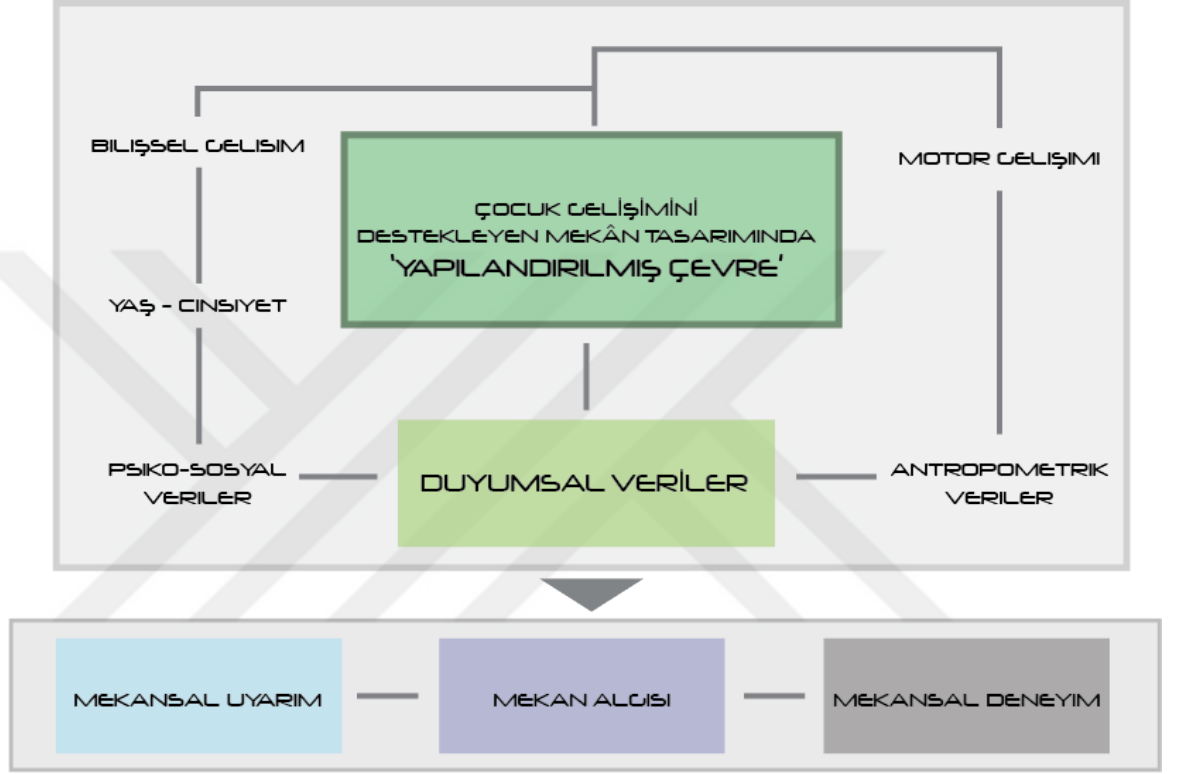 BILIŞSEL GELISIM
MOTOR GELIŞIMI
ÇOCUK GELİŞİMİNİ
DESTEKLEYEN MEKÂN TASARIMINDA
'YAPILANDIRILMIŞ ÇEVRE'
YAŞ - CINSIYET
PSIKO-SOSYAL
VERILER
DUYUMSAL VERİLER
ANTROPOMETRIK
VERILER
MEKANSAL UYARIM
MEKAN ALGISI
MEKANSAL DENEYIM